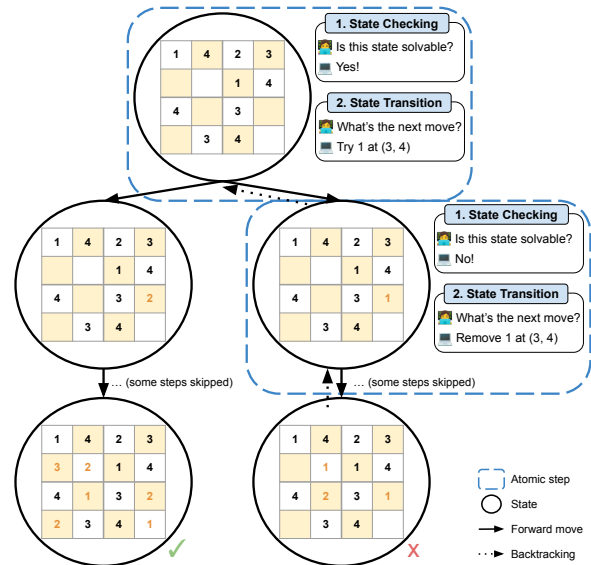 1. State Checking
Is this state solvable?
Yes!
2. State Transition
What's the next move?
Try 1 at (3, 4)
1 4 2 3
1 4
4 3
3 4
1. State Checking
Is this state solvable?
No!
2. State Transition
What's the next move?
Remove 1 at (3, 4)
1 4 2 3
1 4
4 3 2
3 4
1 4 2 3
1 4
4 3 1
3 4
... (some steps skipped)
... (some steps skipped)
1 4 2 3
3 2 1 4
4 1 3 2
2 3 4 1
✓
1 4 2 3
1 1 4
4 2 3 1
3 4
X
Atomic step
State
Forward move
Backtracking